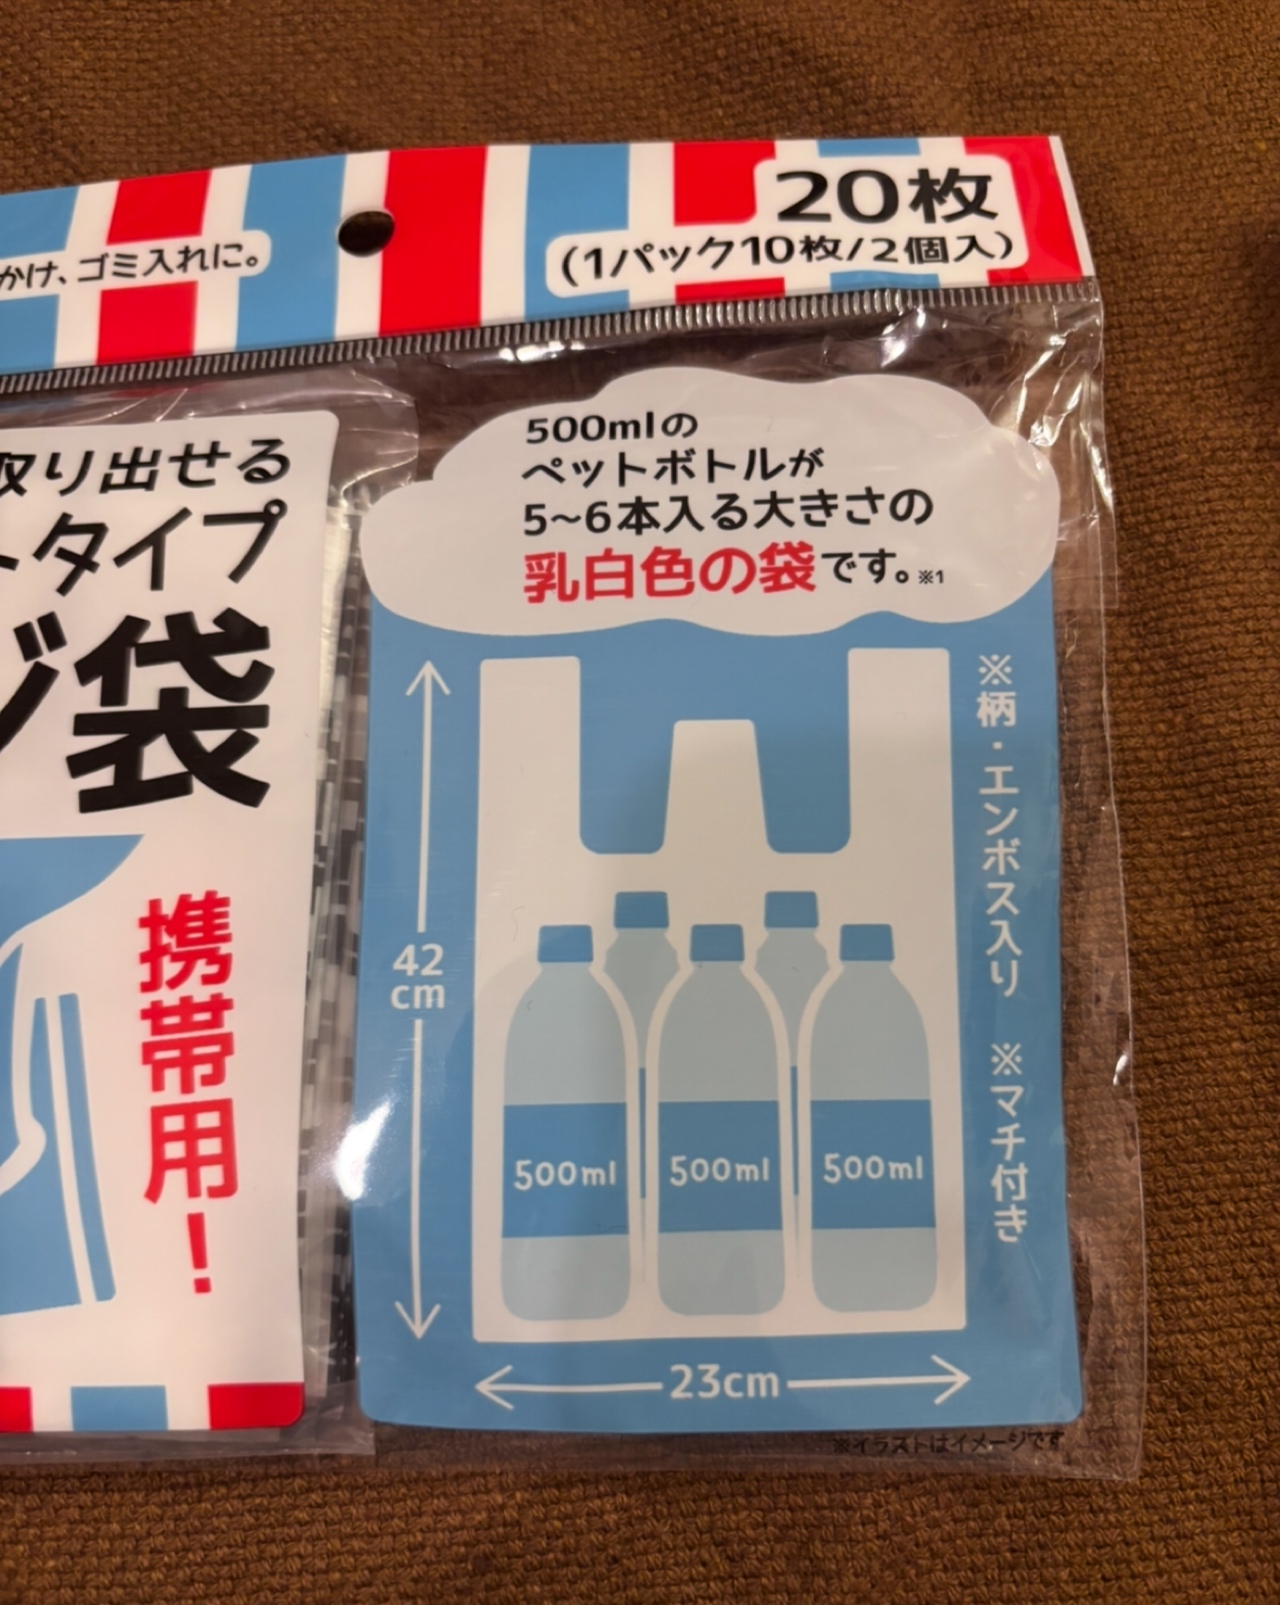 20枚
(1パック10枚/2個入)
かけ、ゴミ入れに。
取り出せる
タイプ
袋
携帯用!
500mlの
ペットボトルが
5~6本入る大きさの
乳白色の袋です。※1
42
cm
500ml 500ml 500ml
23cm
※柄・エンボス入り ※マチ付き
※イラストはイメージです